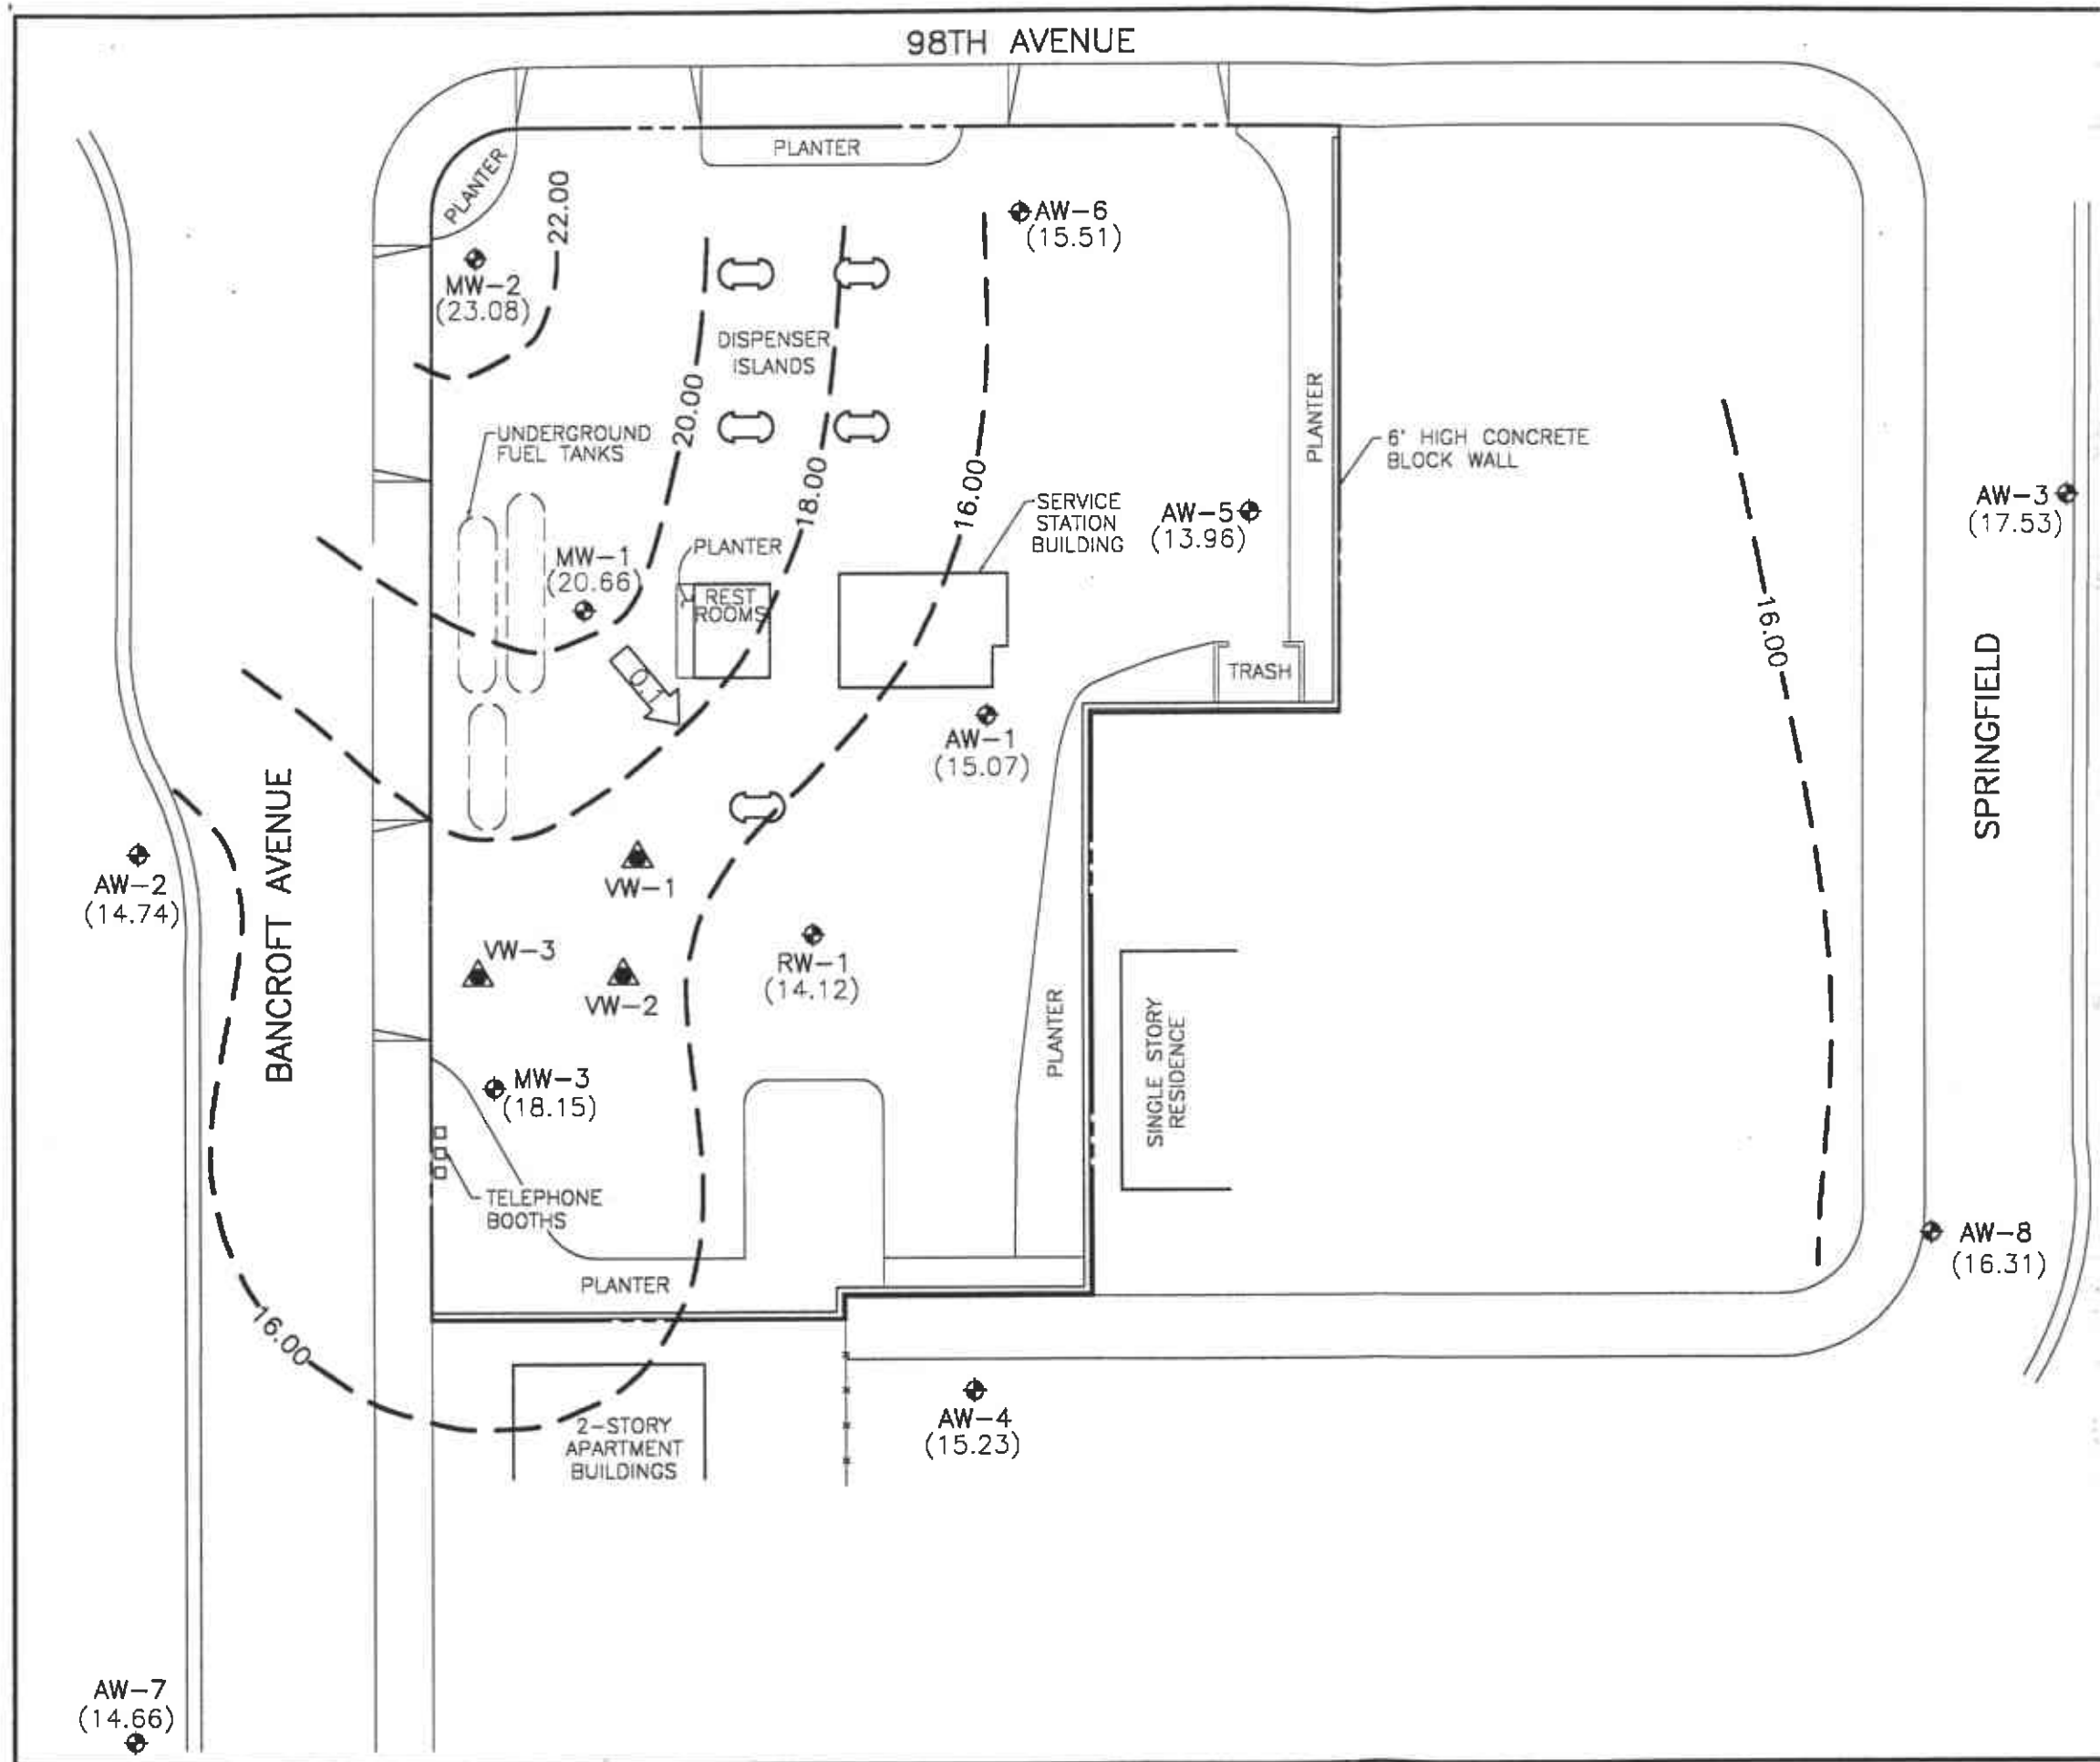 98TH AVENUE
PLANTER
PLANTER
22.00
AW-6
(15.51)
MW-2
(23.08)
DISPENSER
ISLANDS
20.00
18.00
16.00
UNDERGROUND
FUEL TANKS
PLANTER
6' HIGH CONCRETE
BLOCK WALL
SERVICE
STATION
BUILDING
AW-5
(13.96)
AW-3
(17.53)
MW-1
(20.66)
PLANTER
REST
ROOMS
16.00
0.1
TRASH
SPRINGFIELD
AW-1
(15.07)
BANCROFT AVENUE
AW-2
(14.74)
VW-1
VW-3
VW-2
RW-1
(14.12)
PLANTER
SINGLE STORY
RESIDENCE
MW-3
(18.15)
TELEPHONE
BOOTHS
AW-8
(16.31)
PLANTER
16.00
2-STORY
APARTMENT
BUILDINGS
AW-4
(15.23)
AW-7
(14.66)